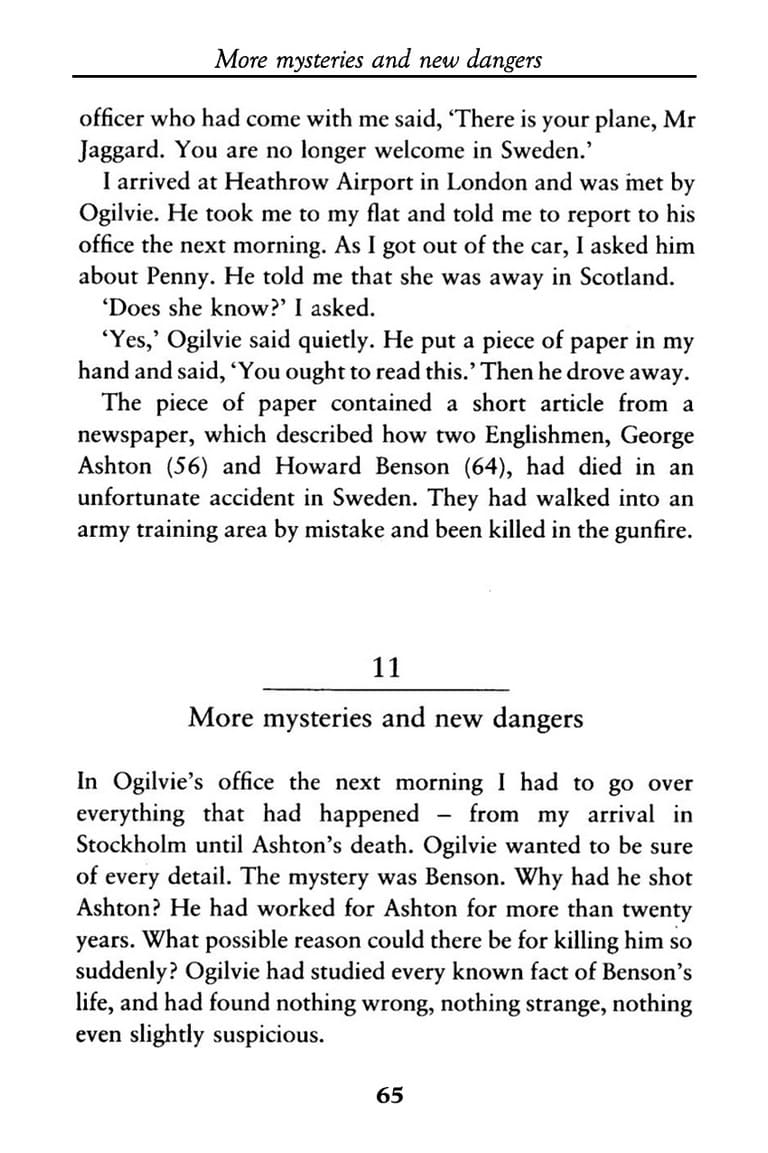 More mysteries and new dangers
officer who had come with me said, ‘There is your plane, Mr
Jaggard. You are no longer welcome in Sweden.’
I arrived at Heathrow Airport in London and was met by
Ogilvie. He took me to my flat and told me to report to his
office the next morning. As I got out of the car, I asked him
about Penny. He told me that she was away in Scotland.
‘Does she know?’ I asked.
‘Yes,’ Ogilvie said quietly. He put a piece of paper in my
hand and said, ‘You ought to read this.’ Then he drove away.
The piece of paper contained a short article from a
newspaper, which described how two Englishmen, George
Ashton (56) and Howard Benson (64), had died in an
unfortunate accident in Sweden. They had walked into an
army training area by mistake and been killed in the gunfire.
11
More mysteries and new dangers
In Ogilvie’s office the next morning I had to go over
everything that had happened – from my arrival in
Stockholm until Ashton’s death. Ogilvie wanted to be sure
of every detail. The mystery was Benson. Why had he shot
Ashton? He had worked for Ashton for more than twenty
years. What possible reason could there be for killing him so
suddenly? Ogilvie had studied every known fact of Benson’s
life, and had found nothing wrong, nothing strange, nothing
even slightly suspicious.
65